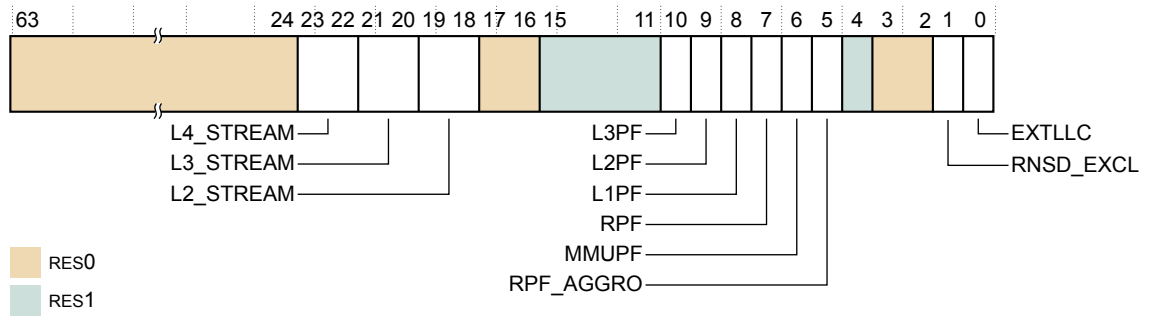 63 24 23 22 21 20 19 18 17 16 15 11 10 9 8 7 6 5 4 3 2 1 0
L4_STREAM L3PF EXTLLC
L3_STREAM L2PF RNSD_EXCL
L2_STREAM L1PF
RPF
MMUPF
RES0 RPF_AGGRO
RES1